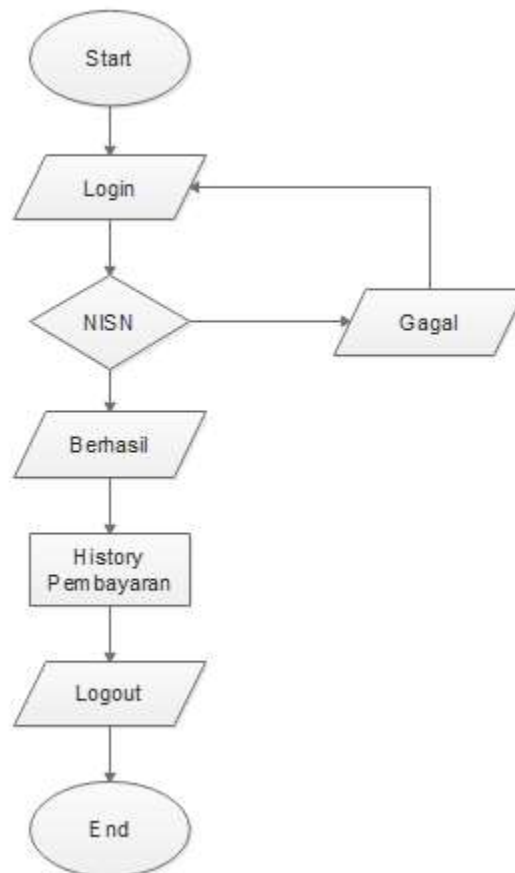 Start
Login
NISN
Gagal
Berhasil
History
Pembayaran
Logout
End